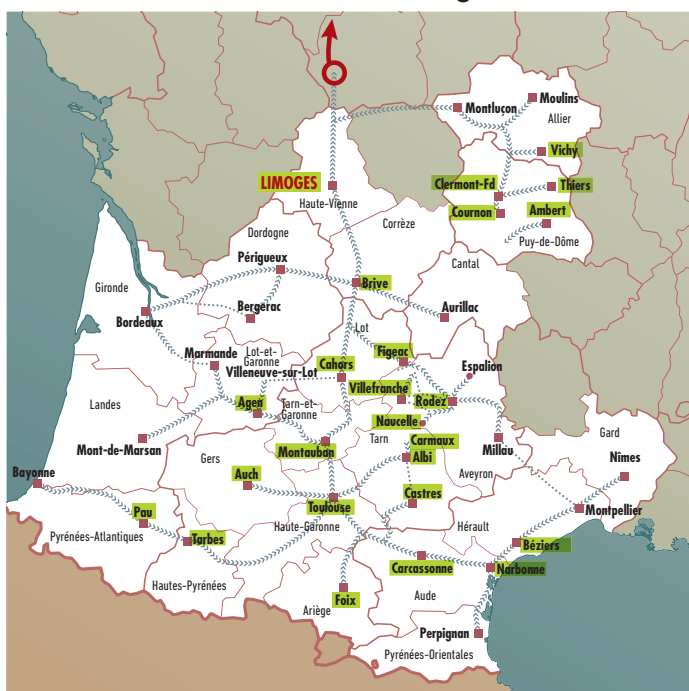 Moulins
Montluçon
Allier
Vichy
LIMOGES
Clermont-Fd
Thiers
Haute-Vienne
Cournon
Ambert
Corrèze
Dordogne
Puy-de-Dôme
Périgueux
Cantal
Gironde
Brive
Bergerac
Aurillac
Bordeaux
Lot
Marmande
Lot-et-
Garonne
Figeac
Villeneuve-sur-Lot
Cahors
Espalion
Villefranche
Landes
Agen
Tarn-et-
Garonne
Rodez
Naucelle
Gard
Mont-de-Marsan
Montauban
Tarn
Carmaux
Millau
Gers
Albi
Nîmes
Bayonne
Auch
Aveyron
Castres
Pau
Toulouse
Montpellier
Haute-Garonne
Hérault
Pyrénées-Atlantiques
Tarbes
Béziers
Carcassonne
Narbonne
Hautes-Pyrénées
Foix
Aude
Ariège
Perpignan
Pyrénées-Orientales